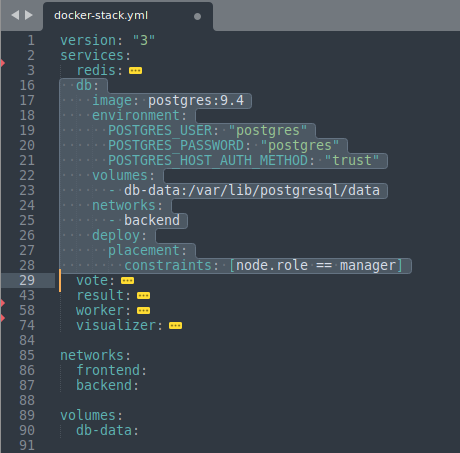 docker-stack.yml
1 version: "3"
2 services:
3   redis:
16   db:
17     image: postgres:9.4
18     environment:
19       POSTGRES_USER: "postgres"
20       POSTGRES_PASSWORD: "postgres"
21       POSTGRES_HOST_AUTH_METHOD: "trust"
22     volumes:
23       - db-data:/var/lib/postgresql/data
24     networks:
25       - backend
26     deploy:
27       placement:
28         constraints: [node.role == manager]
29   vote:
43   result:
58   worker:
74   visualizer:
84
85 networks:
86   frontend:
87   backend:
88
89 volumes:
90   db-data:
91